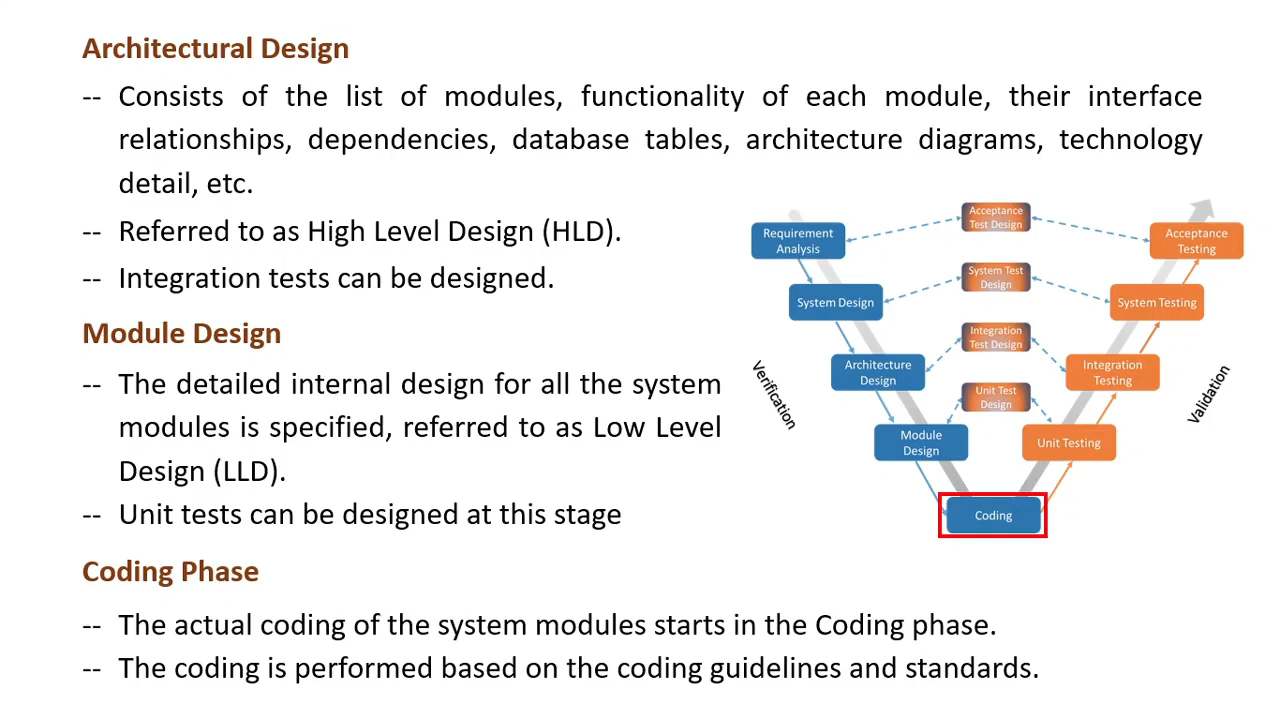 Architectural Design
-- Consists of the list of modules, functionality of each module, their interface
relationships, dependencies, database tables, architecture diagrams, technology
detail, etc.
-- Referred to as High Level Design (HLD).
-- Integration tests can be designed.
Module Design
-- The detailed internal design for all the system
modules is specified, referred to as Low Level
Design (LLD).
-- Unit tests can be designed at this stage
Coding Phase
-- The actual coding of the system modules starts in the Coding phase.
-- The coding is performed based on the coding guidelines and standards.
Requirement
Analysis
Acceptance
Test Design
Acceptance
Testing
System Design
System Test
Design
System Testing
Architecture
Design
Integration
Test Design
Integration
Testing
Module
Design
Unit Test
Design
Unit Testing
Coding
Verification
Validation